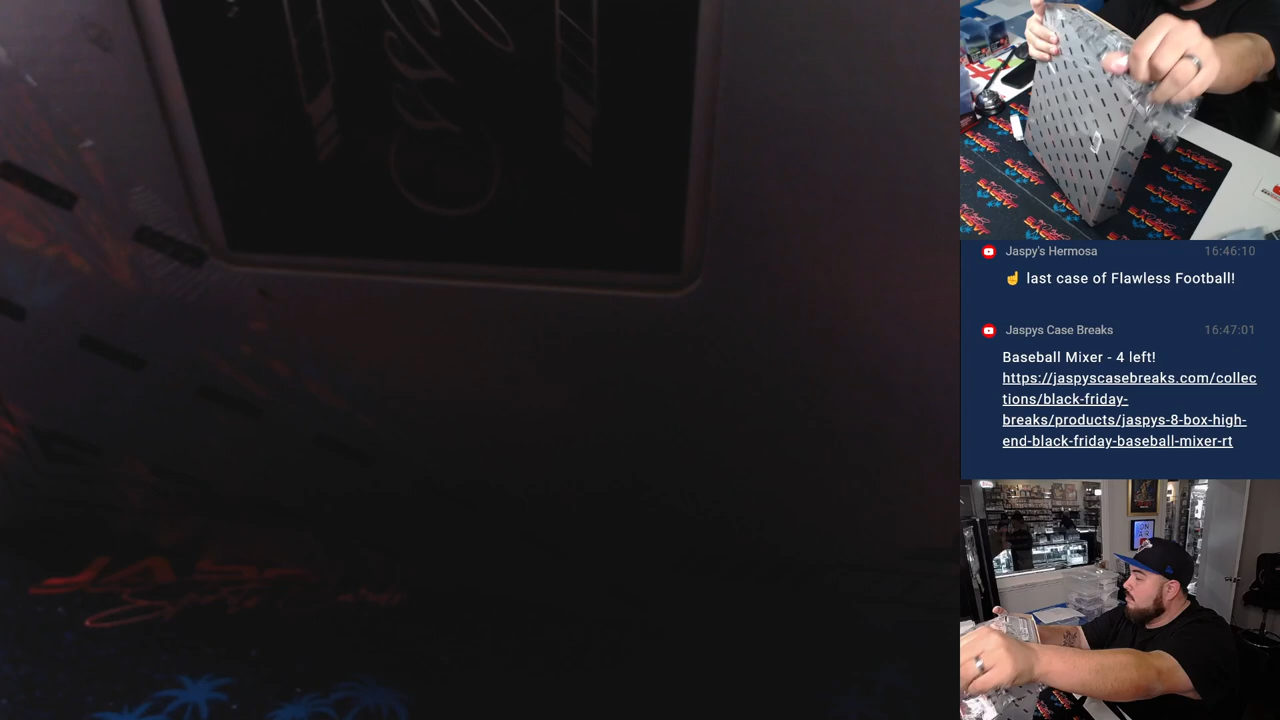 Jaspy's Hermosa 16:46:10
☝ last case of Flawless Football!
Jaspys Case Breaks 16:47:01
Baseball Mixer - 4 left!
https://jaspyscasebreaks.com/collec
tions/black-friday-
breaks/products/jaspys-8-box-high-
end-black-friday-baseball-mixer-rt